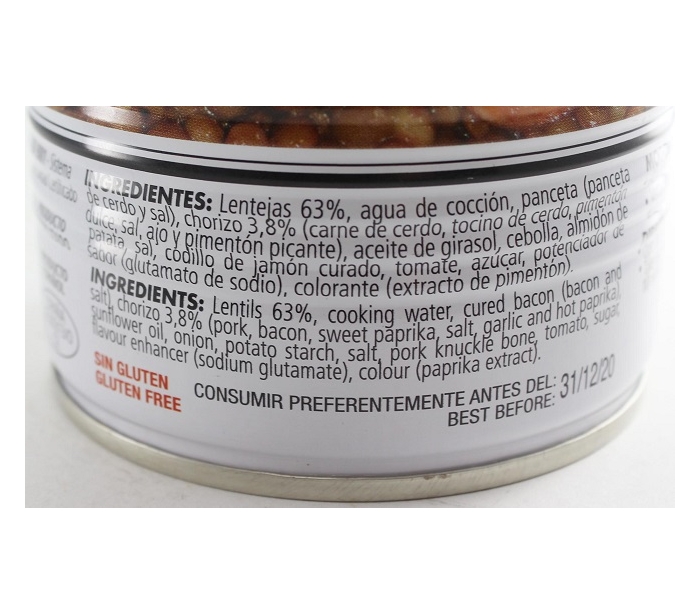 INGREDIENTES: Lentejas 63%, agua de cocción, panceta (panceta
de cerdo y sal), chorizo 3,8% (carne de cerdo, tocino de cerdo, pimentón
dulce, sal, ajo y pimentón picante), aceite de girasol, cebolla, almidón de
patata, sal, codillo de jamón curado, tomate, azúcar, potenciador de
sabor (glutamato de sodio), colorante (extracto de pimentón).
INGREDIENTS: Lentils 63%, cooking water, cured bacon (bacon and
salt), chorizo 3,8% (pork, bacon, sweet paprika, salt, garlic and hot paprika),
sunflower oil, onion, potato starch, salt, pork knuckle bone, tomato, sugar,
flavour enhancer (sodium glutamate), colour (paprika extract).
SIN GLUTEN
GLUTEN FREE
CONSUMIR PREFERENTEMENTE ANTES DEL: 31/12/20
BEST BEFORE:
Sistema